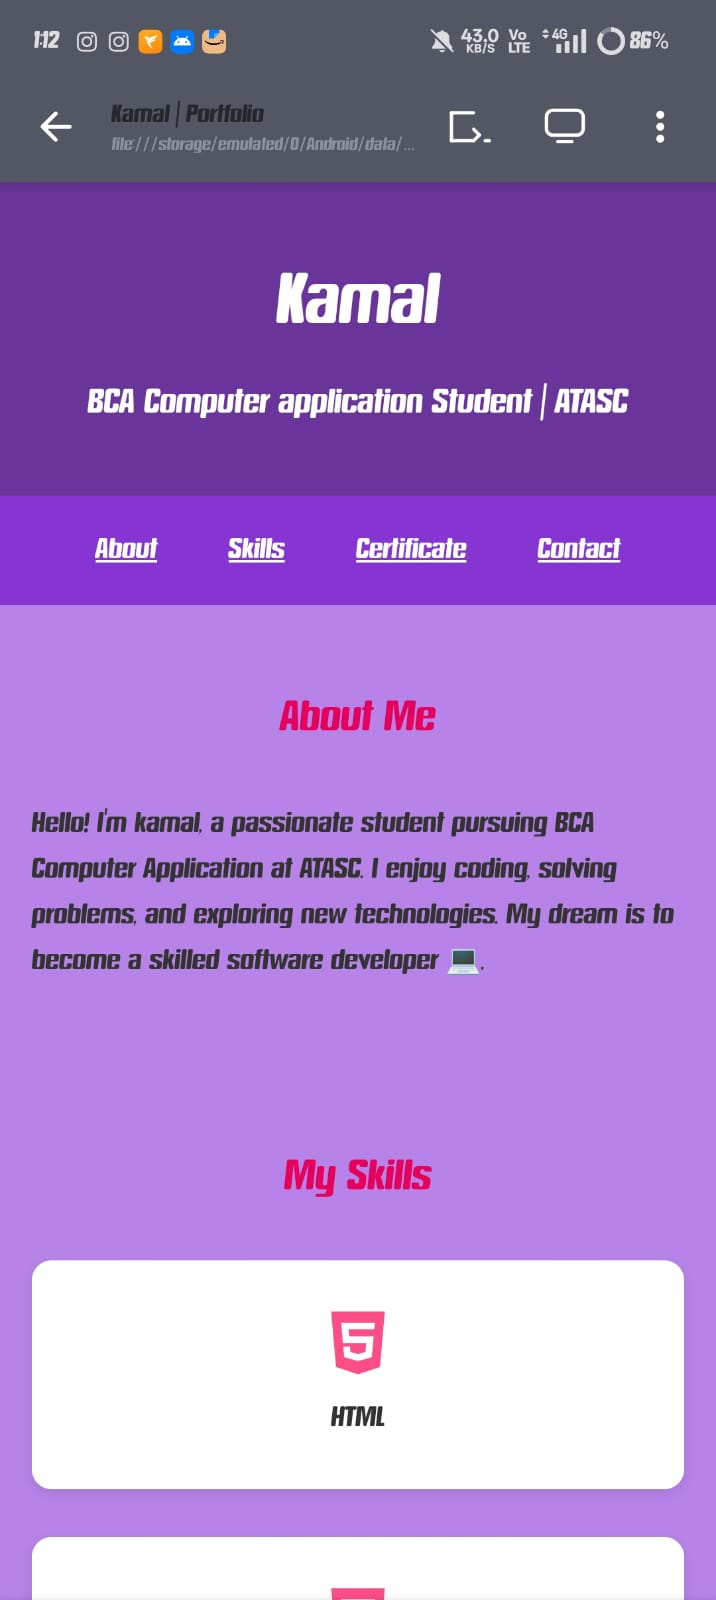 1:12 43.0 KB/S Vo LTE 4G 86%
Kamal | Portfolio
file:///storage/emulated/0/Android/data/...
Kamal
BCA Computer application Student | ATASC
About Skills Certificate Contact
About Me
Hello! I'm kamal, a passionate student pursuing BCA
Computer Application at ATASC. I enjoy coding, solving
problems, and exploring new technologies. My dream is to
become a skilled software developer 💻.
My Skills
5
HTML